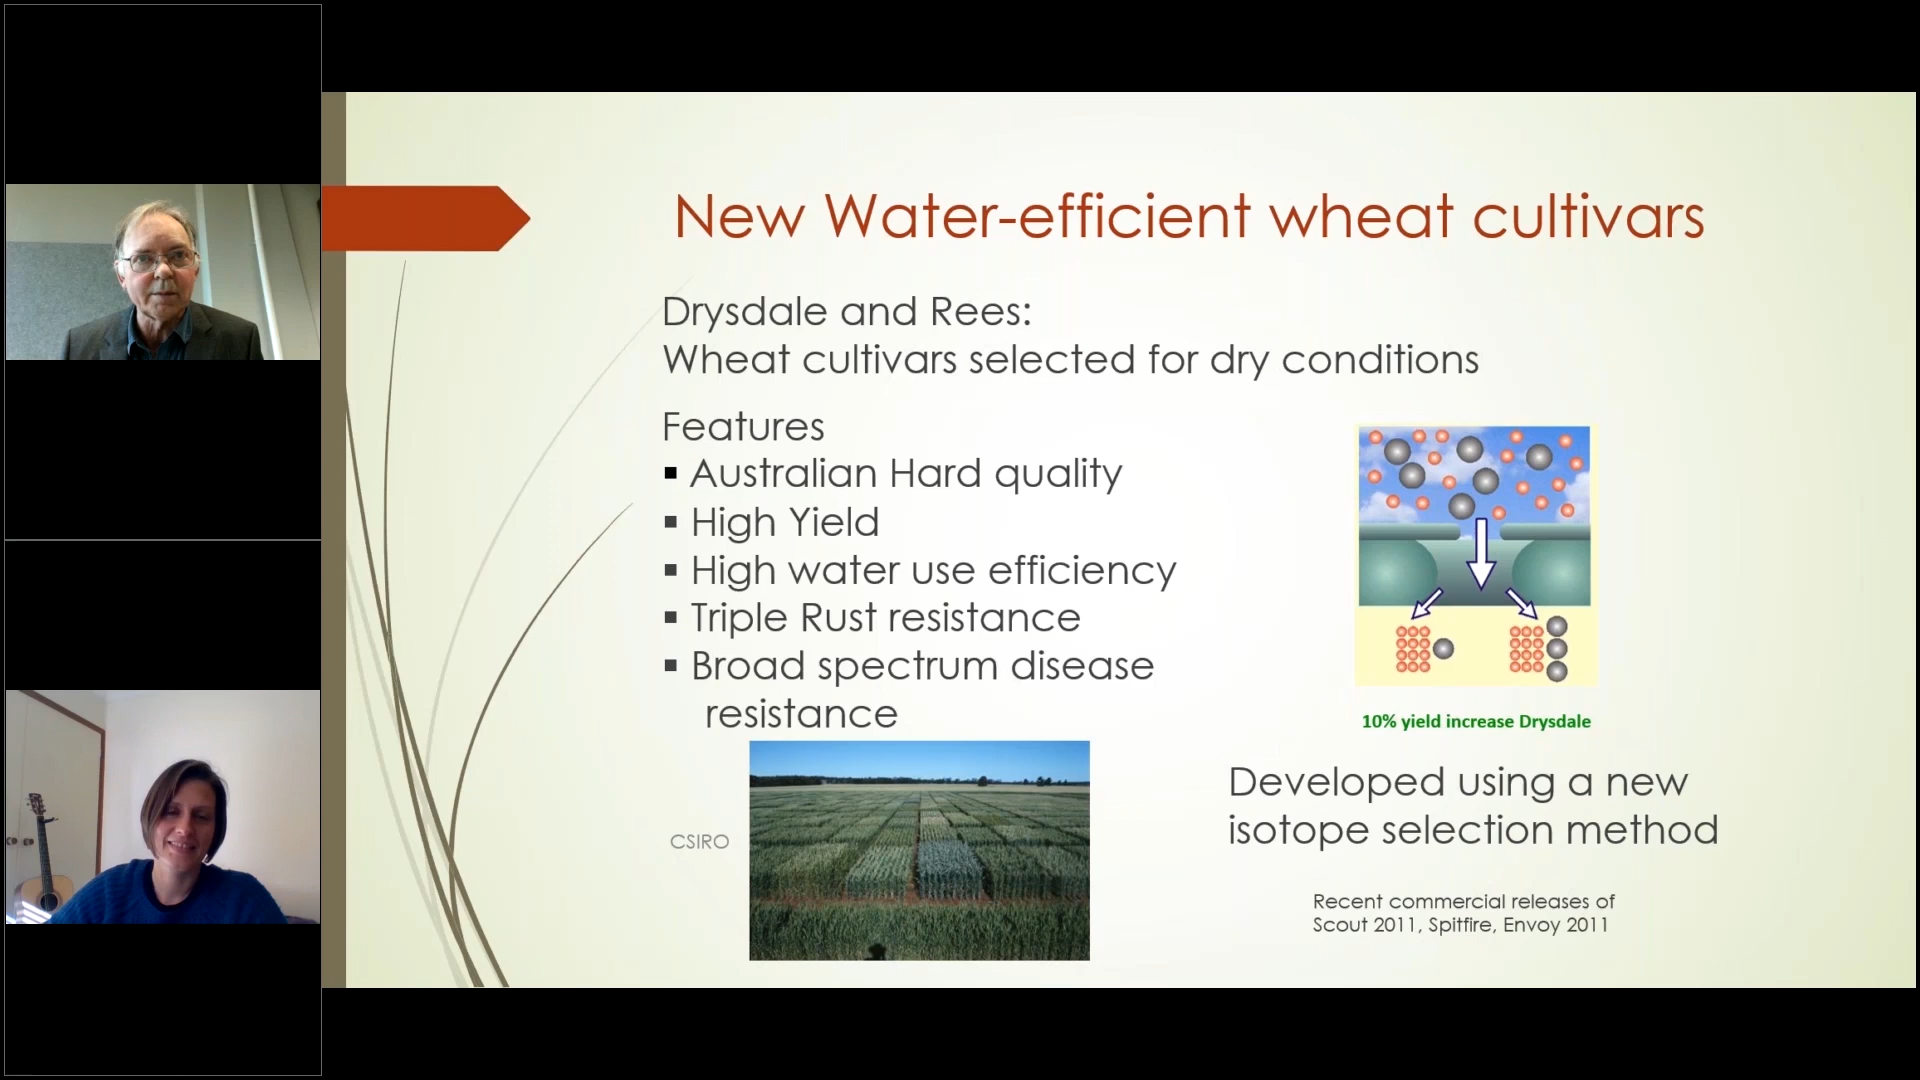 New Water-efficient wheat cultivars
Drysdale and Rees:
Wheat cultivars selected for dry conditions
Features
▪ Australian Hard quality
▪ High Yield
▪ High water use efficiency
▪ Triple Rust resistance
▪ Broad spectrum disease
resistance
10% yield increase Drysdale
Developed using a new
isotope selection method
CSIRO
Recent commercial releases of
Scout 2011, Spitfire, Envoy 2011